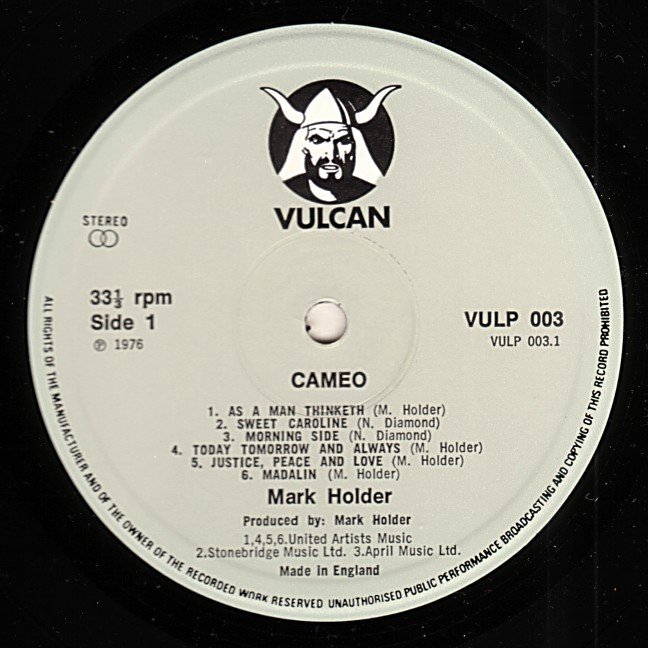 VULCAN
STEREO
33⅓ rpm
Side 1
℗ 1976
VULP 003
VULP 003.1
CAMEO
1. AS A MAN THINKETH (M. Holder)
2. SWEET CAROLINE (N. Diamond)
3. MORNING SIDE (N. Diamond)
4. TODAY TOMORROW AND ALWAYS (M. Holder)
5. JUSTICE, PEACE AND LOVE (M. Holder)
6. MADALIN (M. Holder)
Mark Holder
Produced by: Mark Holder
1,4,5,6.United Artists Music
2.Stonebridge Music Ltd. 3.April Music Ltd.
Made in England
ALL RIGHTS OF THE MANUFACTURER AND OF THE OWNER OF THE RECORDED WORK RESERVED UNAUTHORISED PUBLIC PERFORMANCE BROADCASTING AND COPYING OF THIS RECORD PROHIBITED